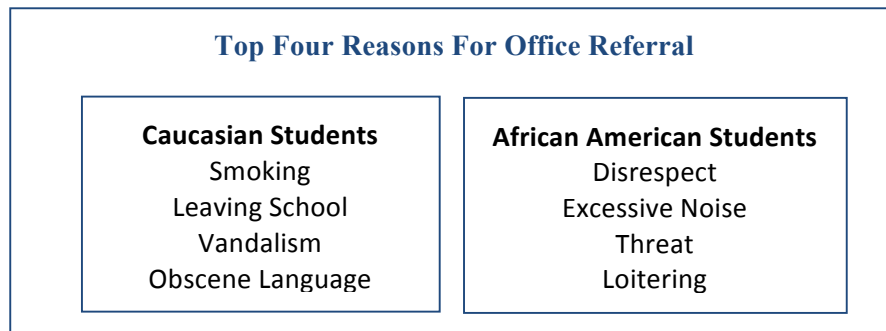 Top Four Reasons For Office Referral
Caucasian Students
Smoking
Leaving School
Vandalism
Obscene Language
African American Students
Disrespect
Excessive Noise
Threat
Loitering